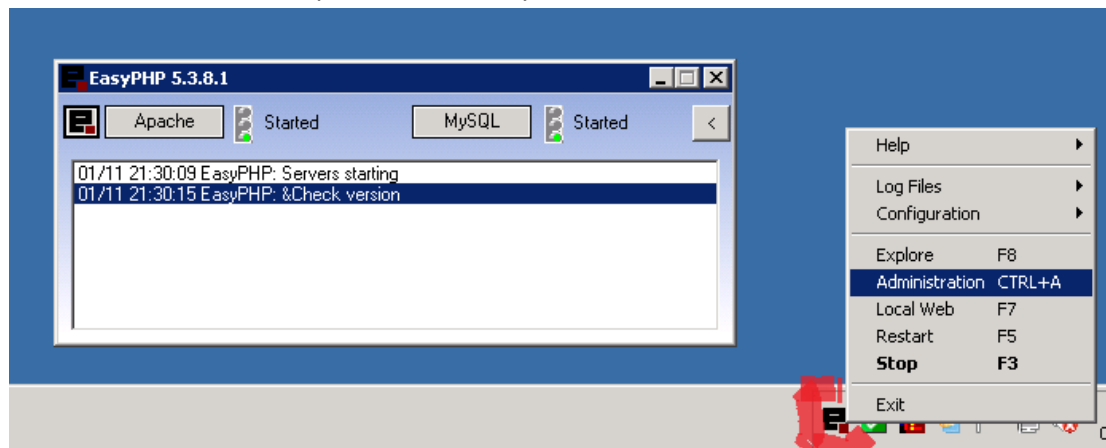 EasyPHP 5.3.8.1
Apache Started MySQL Started <
01/11 21:30:09 EasyPHP: Servers starting
01/11 21:30:15 EasyPHP: &Check version
Help
Log Files
Configuration
Explore F8
Administration CTRL+A
Local Web F7
Restart F5
Stop F3
Exit